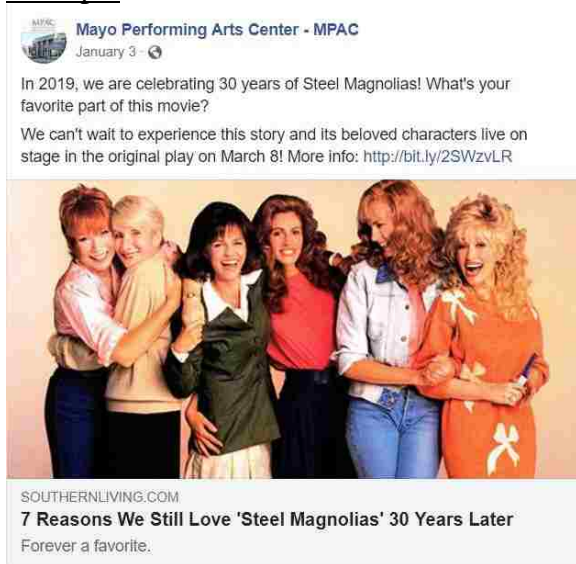 Mayo Performing Arts Center - MPAC
January 3 ·
In 2019, we are celebrating 30 years of Steel Magnolias! What's your
favorite part of this movie?
We can't wait to experience this story and its beloved characters live on
stage in the original play on March 8! More info: http://bit.ly/2SWzvLR
SOUTHERNLIVING.COM
7 Reasons We Still Love 'Steel Magnolias' 30 Years Later
Forever a favorite.